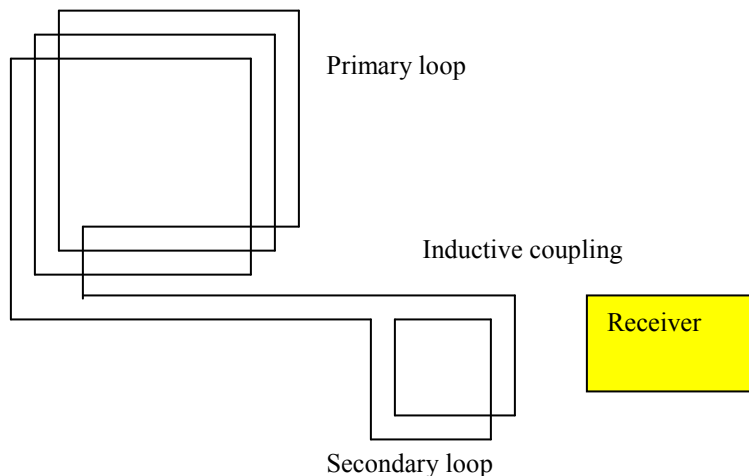 Primary loop
Inductive coupling
Receiver
Secondary loop